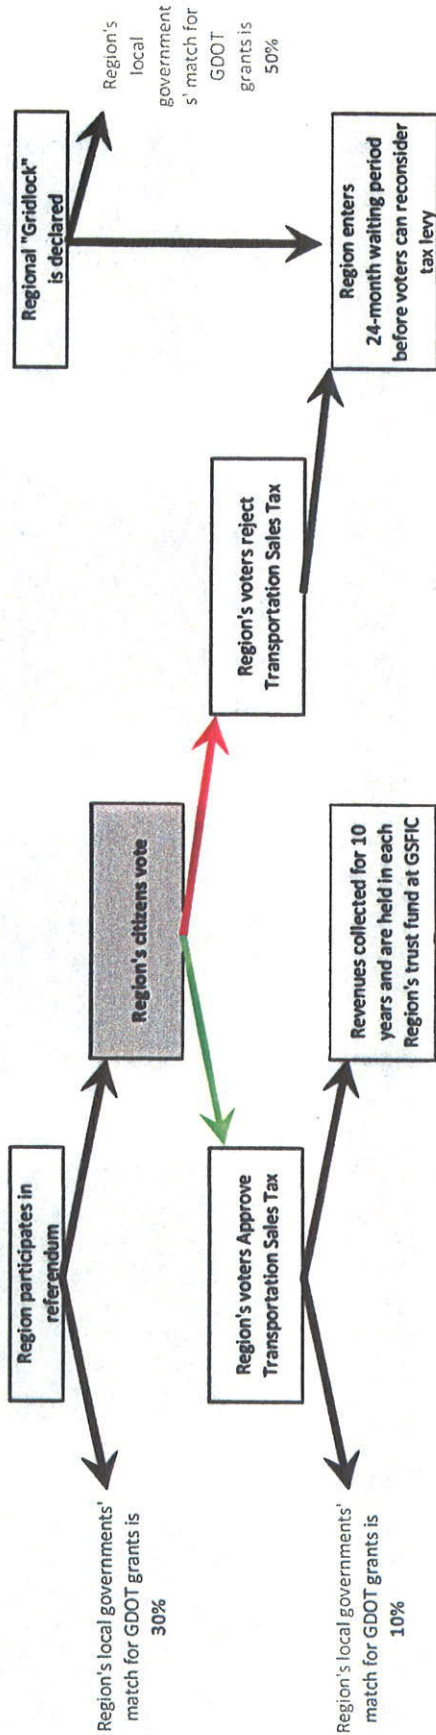 Region participates in
referendum
Region's local governments'
match for GDOT grants is
30%
Region's citizens vote
Region's voters Approve
Transportation Sales Tax
Region's voters reject
Transportation Sales Tax
Region's local governments'
match for GDOT grants is
10%
Revenues collected for 10
years and are held in each
Region's trust fund at GSFIC
Regional "Gridlock"
is declared
Region's
local
government
s' match for
GDOT
grants is
50%
Region enters
24-month waiting period
before voters can reconsider
tax levy